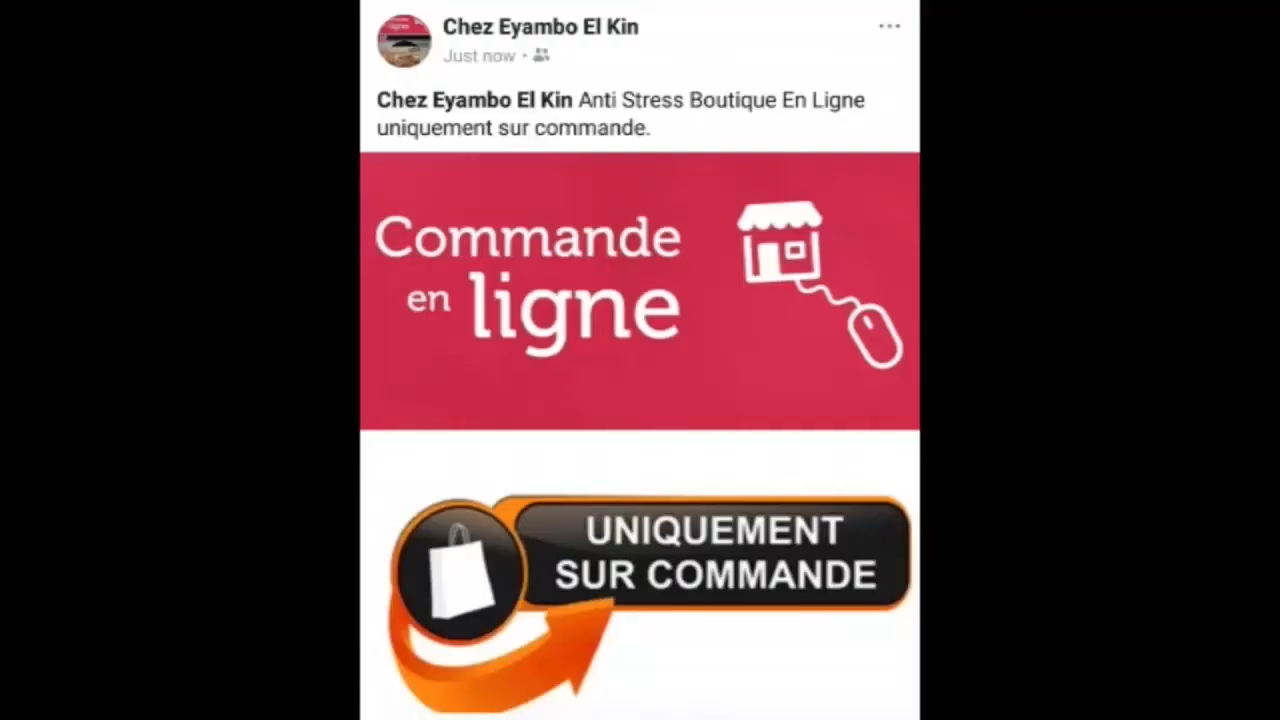 Chez Eyambo El Kin
Just now
Chez Eyambo El Kin Anti Stress Boutique En Ligne
uniquement sur commande.
Commande
en ligne
UNIQUEMENT
SUR COMMANDE